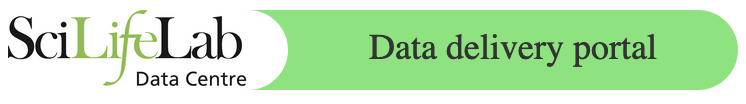 SciLifeLab
Data Centre
Data delivery portal